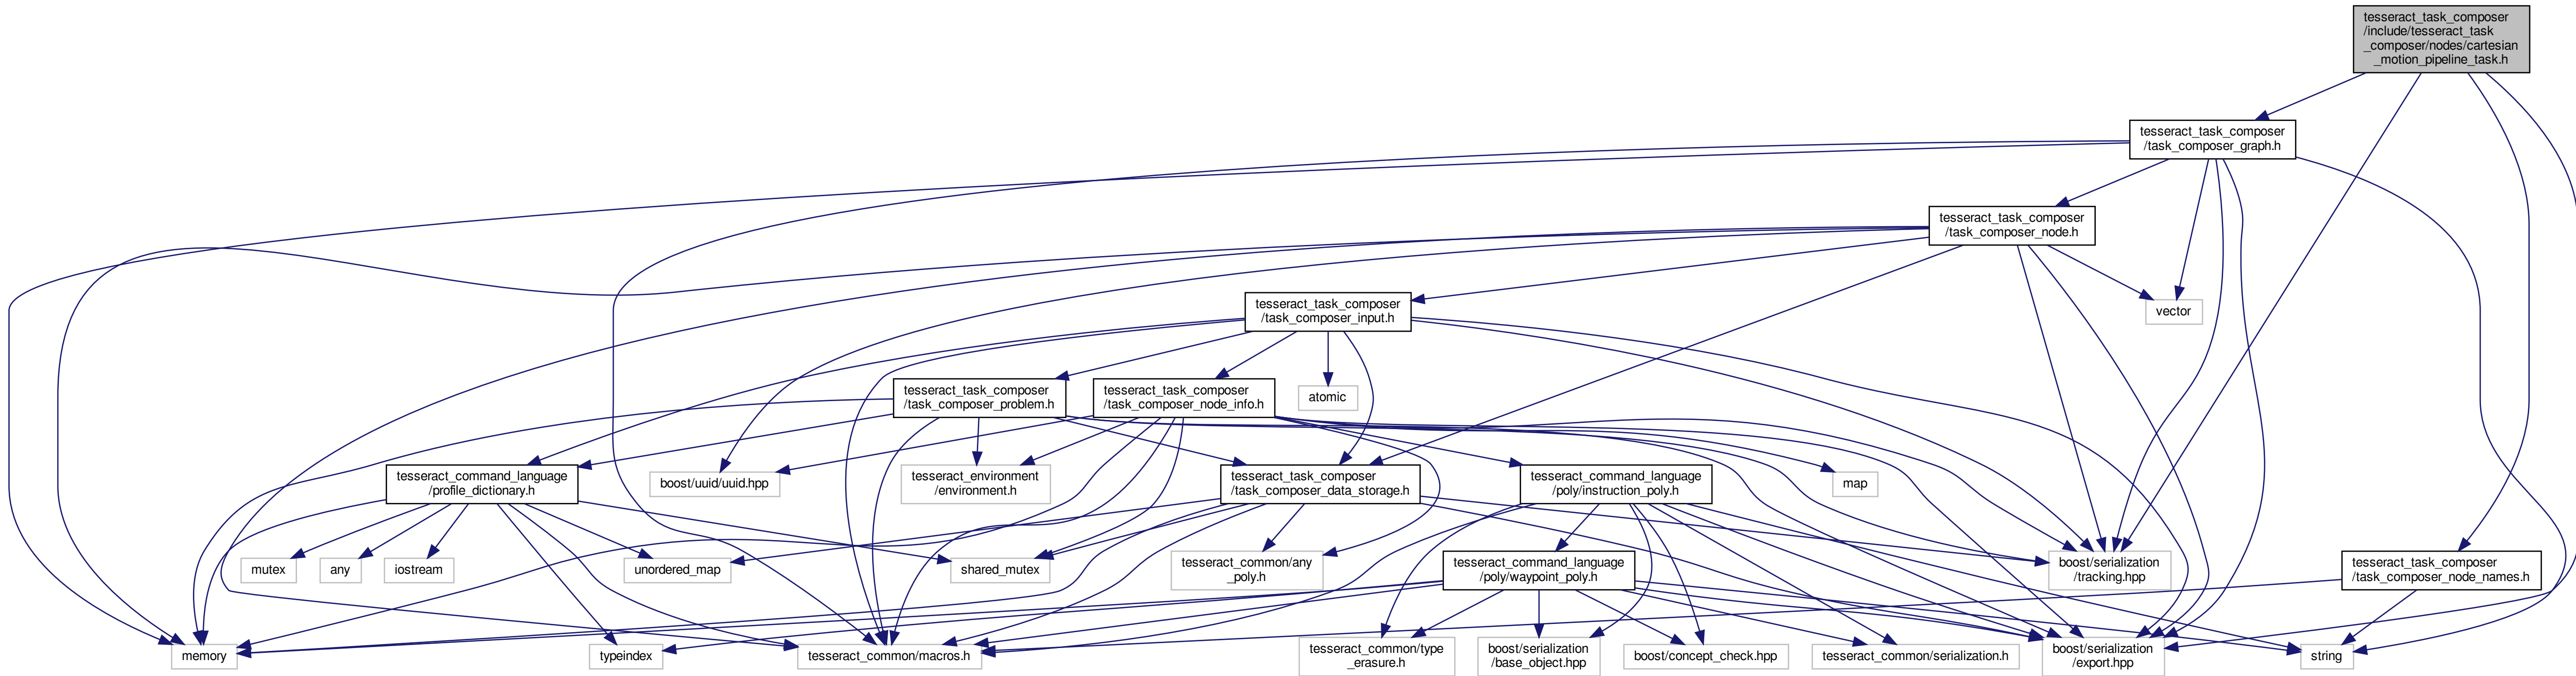 tesseract_task_composer
/include/tesseract_task
_composer/nodes/cartesian
_motion_pipeline_task.h
tesseract_task_composer
/task_composer_graph.h
tesseract_task_composer
/task_composer_node.h
tesseract_task_composer
/task_composer_input.h
vector
tesseract_task_composer
/task_composer_problem.h
tesseract_task_composer
/task_composer_node_info.h
atomic
tesseract_command_language
/profile_dictionary.h
boost/uuid/uuid.hpp
tesseract_environment
/environment.h
tesseract_task_composer
/task_composer_data_storage.h
tesseract_command_language
/poly/instruction_poly.h
map
mutex
any
iostream
unordered_map
shared_mutex
tesseract_common/any
_poly.h
tesseract_command_language
/poly/waypoint_poly.h
boost/serialization
/tracking.hpp
tesseract_task_composer
/task_composer_node_names.h
memory
typeindex
tesseract_common/macros.h
tesseract_common/type
_erasure.h
boost/serialization
/base_object.hpp
boost/concept_check.hpp
tesseract_common/serialization.h
boost/serialization
/export.hpp
string